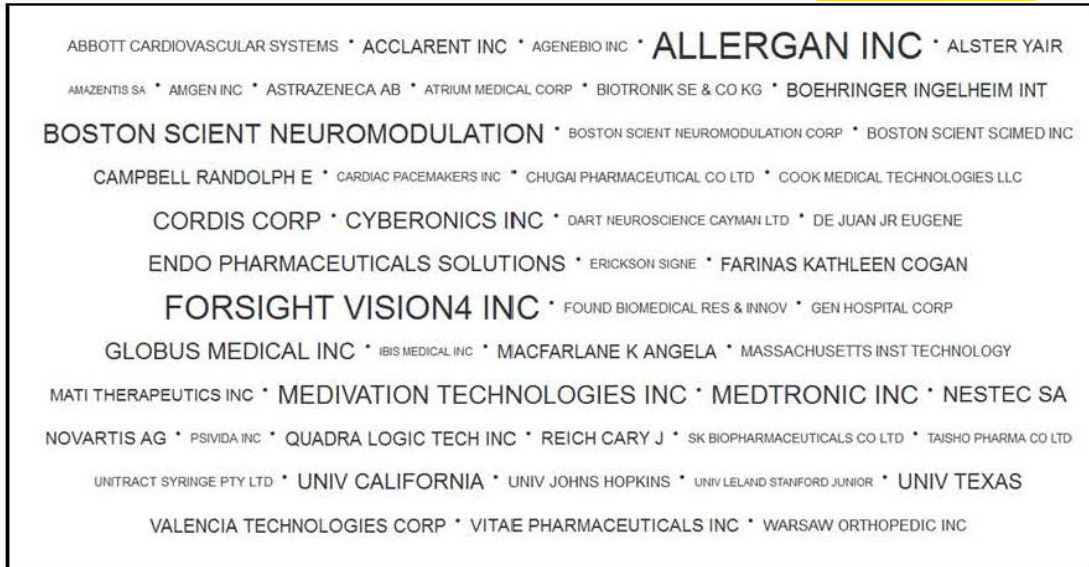 ABBOTT CARDIOVASCULAR SYSTEMS • ACCLARENT INC • AGENEBIO INC • ALLERGAN INC • ALSTER YAIR
AMAZENTIS SA • AMGEN INC • ASTRAZENECA AB • ATRIUM MEDICAL CORP • BIOTRONIK SE & CO KG • BOEHRINGER INGELHEIM INT
BOSTON SCIENT NEUROMODULATION • BOSTON SCIENT NEUROMODULATION CORP • BOSTON SCIENT SCIMED INC
CAMPBELL RANDOLPH E • CARDIAC PACEMAKERS INC • CHUGAI PHARMACEUTICAL CO LTD • COOK MEDICAL TECHNOLOGIES LLC
CORDIS CORP • CYBERONICS INC • DART NEUROSCIENCE CAYMAN LTD • DE JUAN JR EUGENE
ENDO PHARMACEUTICALS SOLUTIONS • ERICKSON SIGNE • FARINAS KATHLEEN COGAN
FORSIGHT VISION4 INC • FOUND BIOMEDICAL RES & INNOV • GEN HOSPITAL CORP
GLOBUS MEDICAL INC • IBIS MEDICAL INC • MACFARLANE K ANGELA • MASSACHUSETTS INST TECHNOLOGY
MATI THERAPEUTICS INC • MEDIVATION TECHNOLOGIES INC • MEDTRONIC INC • NESTEC SA
NOVARTIS AG • PSIVIDA INC • QUADRA LOGIC TECH INC • REICH CARY J • SK BIOPHARMACEUTICALS CO LTD • TAISHO PHARMA CO LTD
UNITRACT SYRINGE PTY LTD • UNIV CALIFORNIA • UNIV JOHNS HOPKINS • UNIV LELAND STANFORD JUNIOR • UNIV TEXAS
VALENCIA TECHNOLOGIES CORP • VITAE PHARMACEUTICALS INC • WARSAW ORTHOPEDIC INC